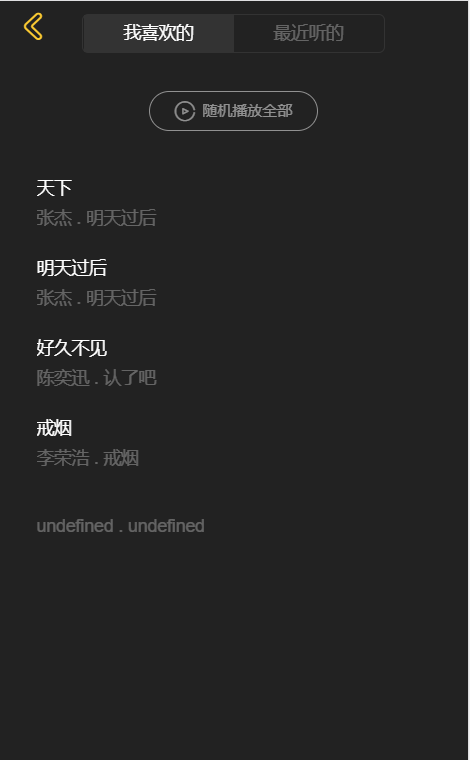 我喜欢的 最近听的
随机播放全部
天下
张杰 . 明天过后
明天过后
张杰 . 明天过后
好久不见
陈奕迅 . 认了吧
戒烟
李荣浩 . 戒烟
undefined . undefined